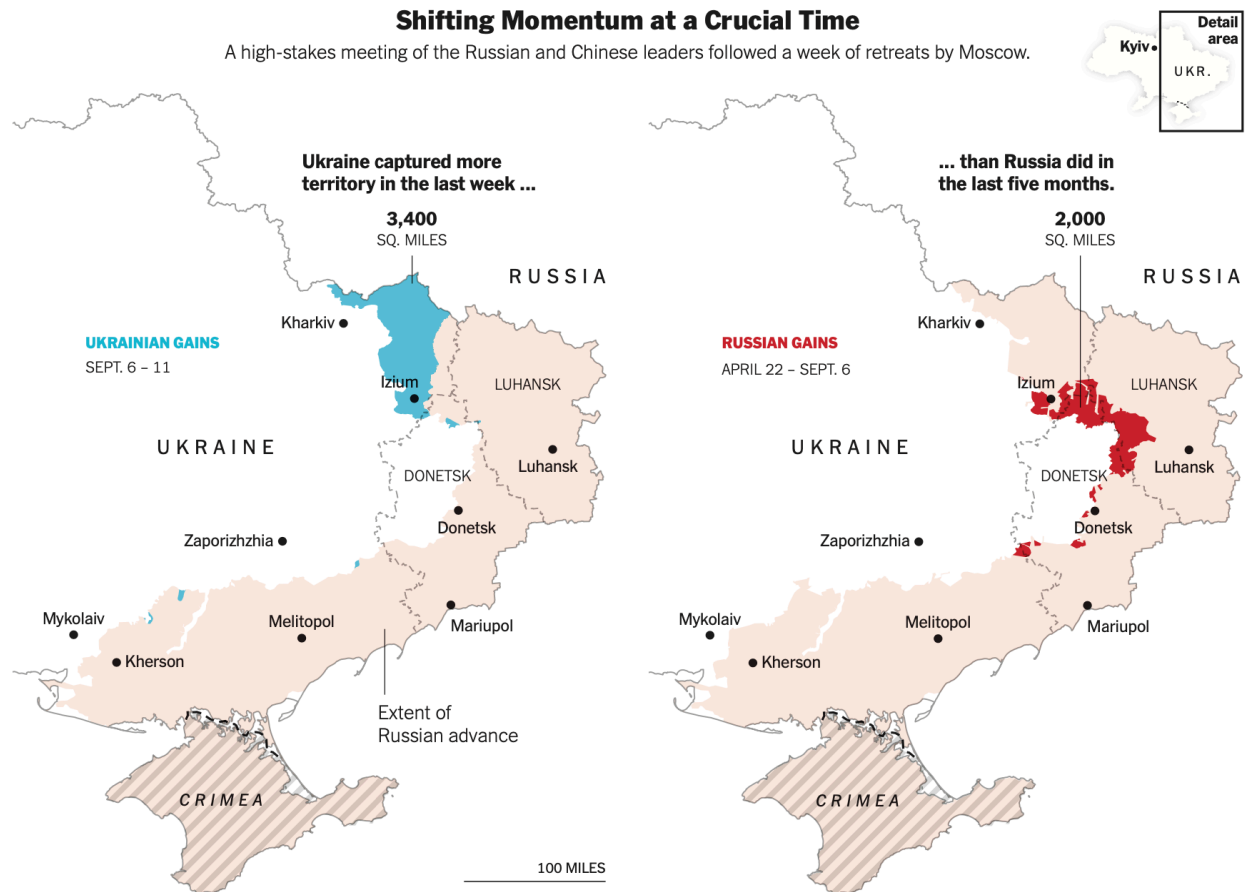 Shifting Momentum at a Crucial Time
A high-stakes meeting of the Russian and Chinese leaders followed a week of retreats by Moscow.
Detail
area
Kyiv
UKR.
Ukraine captured more
territory in the last week ...
3,400
SQ. MILES
RUSSIA
Kharkiv
UKRAINIAN GAINS
SEPT. 6 – 11
Izium
LUHANSK
UKRAINE
Luhansk
DONETSK
Donetsk
Zaporizhzhia
Mykolaiv
Melitopol
Mariupol
Kherson
Extent of
Russian advance
CRIMEA
100 MILES
... than Russia did in
the last five months.
2,000
SQ. MILES
RUSSIA
Kharkiv
RUSSIAN GAINS
APRIL 22 – SEPT. 6
Izium
LUHANSK
UKRAINE
Luhansk
DONETSK
Donetsk
Zaporizhzhia
Mykolaiv
Melitopol
Mariupol
Kherson
CRIMEA